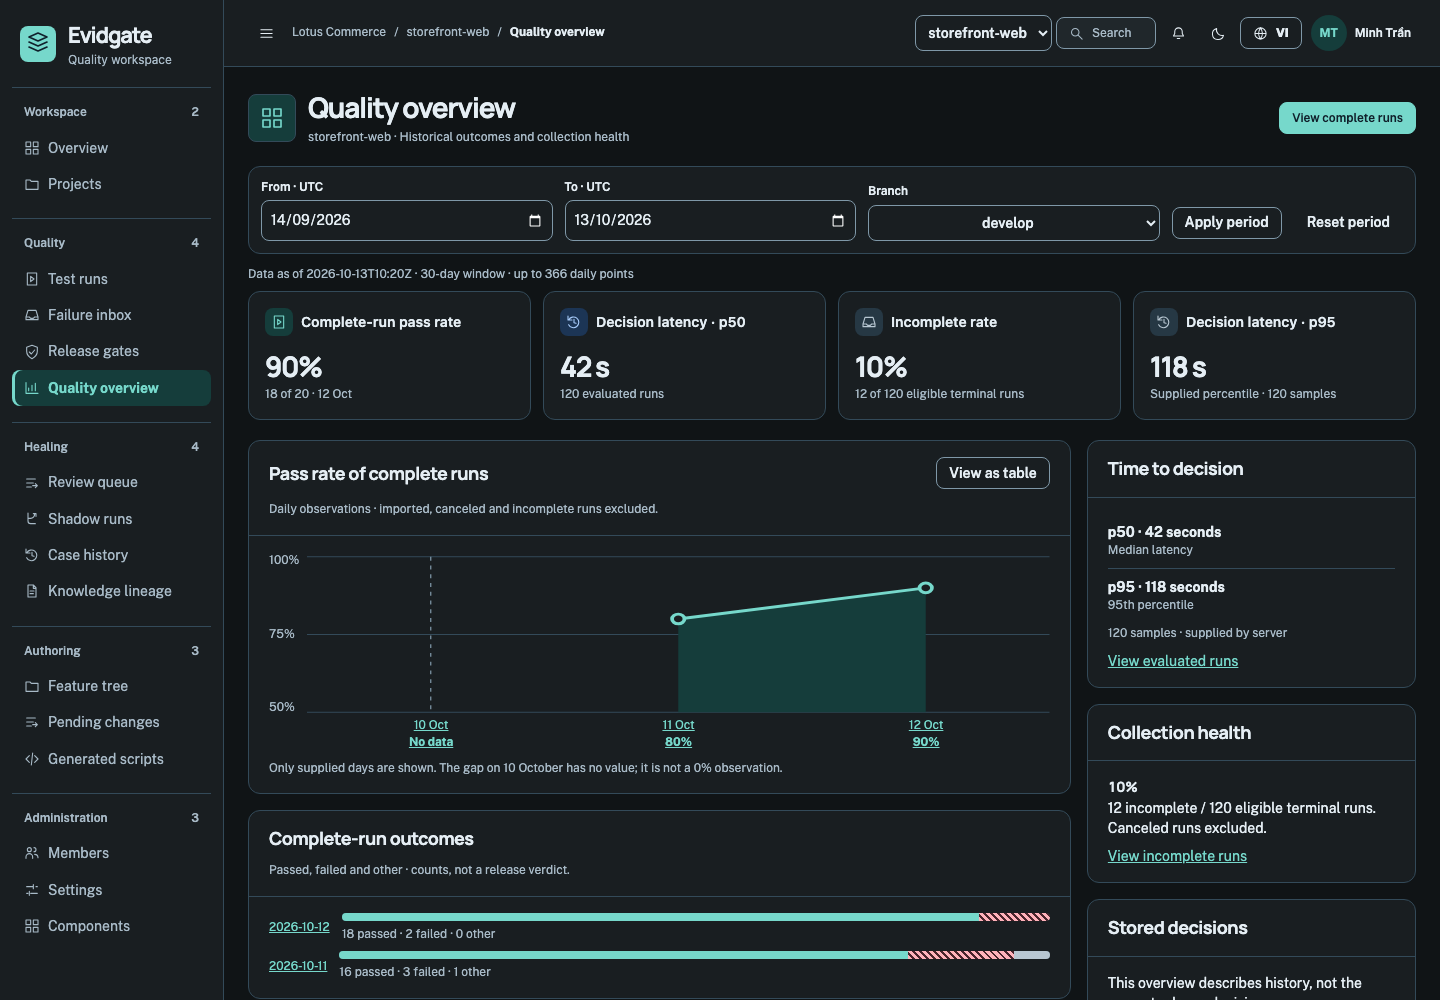 Evidgate
Quality workspace
Workspace 2
Overview
Projects
Quality 4
Test runs
Failure inbox
Release gates
Quality overview
Healing 4
Review queue
Shadow runs
Case history
Knowledge lineage
Authoring 3
Feature tree
Pending changes
Generated scripts
Administration 3
Members
Settings
Components
Lotus Commerce / storefront-web / Quality overview
storefront-web
Search
VI
MT
Minh Trần
Quality overview
storefront-web · Historical outcomes and collection health
View complete runs
From · UTC
14/09/2026
To · UTC
13/10/2026
Branch
develop
Apply period
Reset period
Data as of 2026-10-13T10:20Z · 30-day window · up to 366 daily points
Complete-run pass rate
90%
18 of 20 · 12 Oct
Decision latency · p50
42 s
120 evaluated runs
Incomplete rate
10%
12 of 120 eligible terminal runs
Decision latency · p95
118 s
Supplied percentile · 120 samples
Pass rate of complete runs
View as table
Daily observations · imported, canceled and incomplete runs excluded.
100%
75%
50%
10 Oct
No data
11 Oct
80%
12 Oct
90%
Only supplied days are shown. The gap on 10 October has no value; it is not a 0% observation.
Complete-run outcomes
Passed, failed and other · counts, not a release verdict.
2026-10-12
18 passed · 2 failed · 0 other
2026-10-11
16 passed · 3 failed · 1 other
Time to decision
p50 · 42 seconds
Median latency
p95 · 118 seconds
95th percentile
120 samples · supplied by server
View evaluated runs
Collection health
10%
12 incomplete / 120 eligible terminal runs.
Canceled runs excluded.
View incomplete runs
Stored decisions
This overview describes history, not the